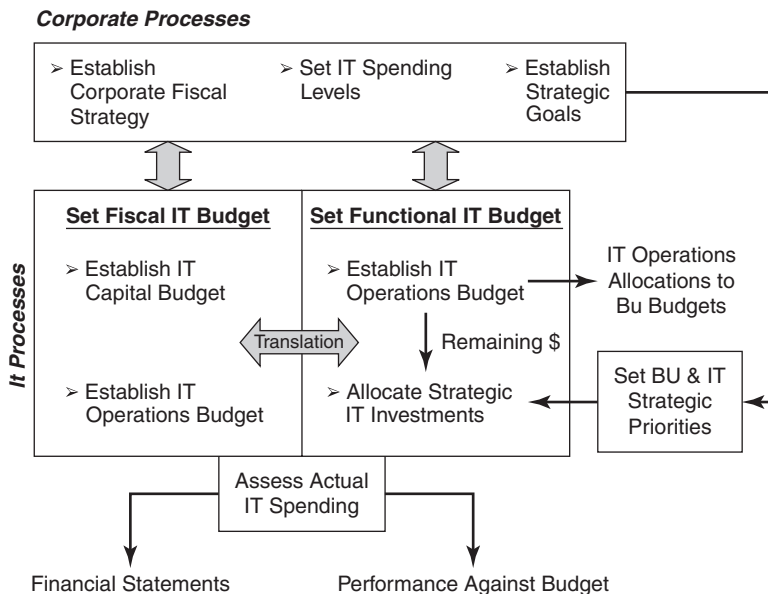 Corporate Processes
➢ Establish
Corporate Fiscal
Strategy
➢ Set IT Spending
Levels
➢ Establish
Strategic
Goals
It Processes
Set Fiscal IT Budget
➢ Establish IT
Capital Budget
➢ Establish IT
Operations Budget
Translation
Set Functional IT Budget
➢ Establish IT
Operations Budget
Remaining $
➢ Allocate Strategic
IT Investments
IT Operations
Allocations to
Bu Budgets
Set BU & IT
Strategic
Priorities
Assess Actual
IT Spending
Financial Statements
Performance Against Budget